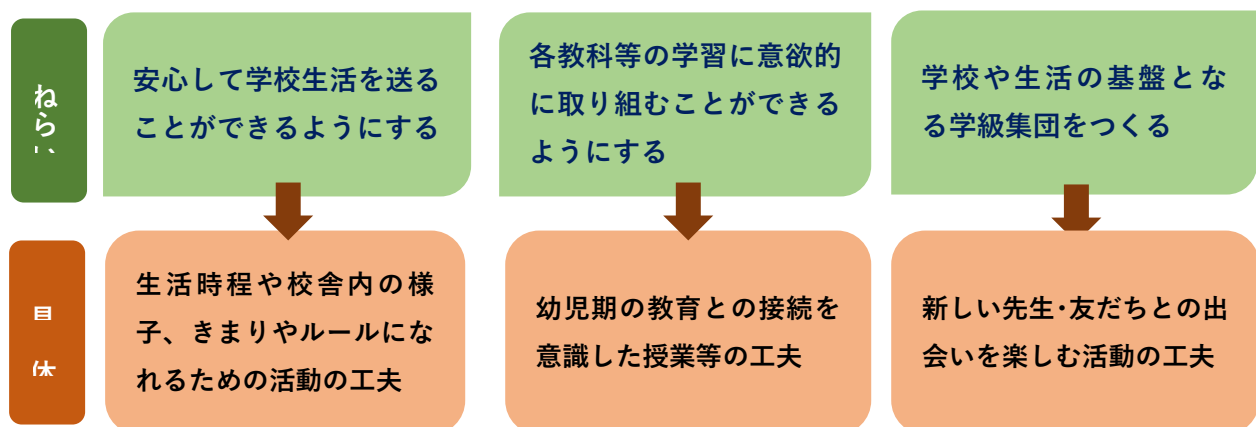 ねらい
安心して学校生活を送る
ことができるようにする
各教科等の学習に意欲的
に取り組むことができる
ようにする
学校や生活の基盤とな
る学級集団をつくる
生活時程や校舎内の様
子、きまりやルールにな
れるための活動の工夫
幼児期の教育との接続を
意識した授業等の工夫
新しい先生・友だちとの出
会いを楽しむ活動の工夫